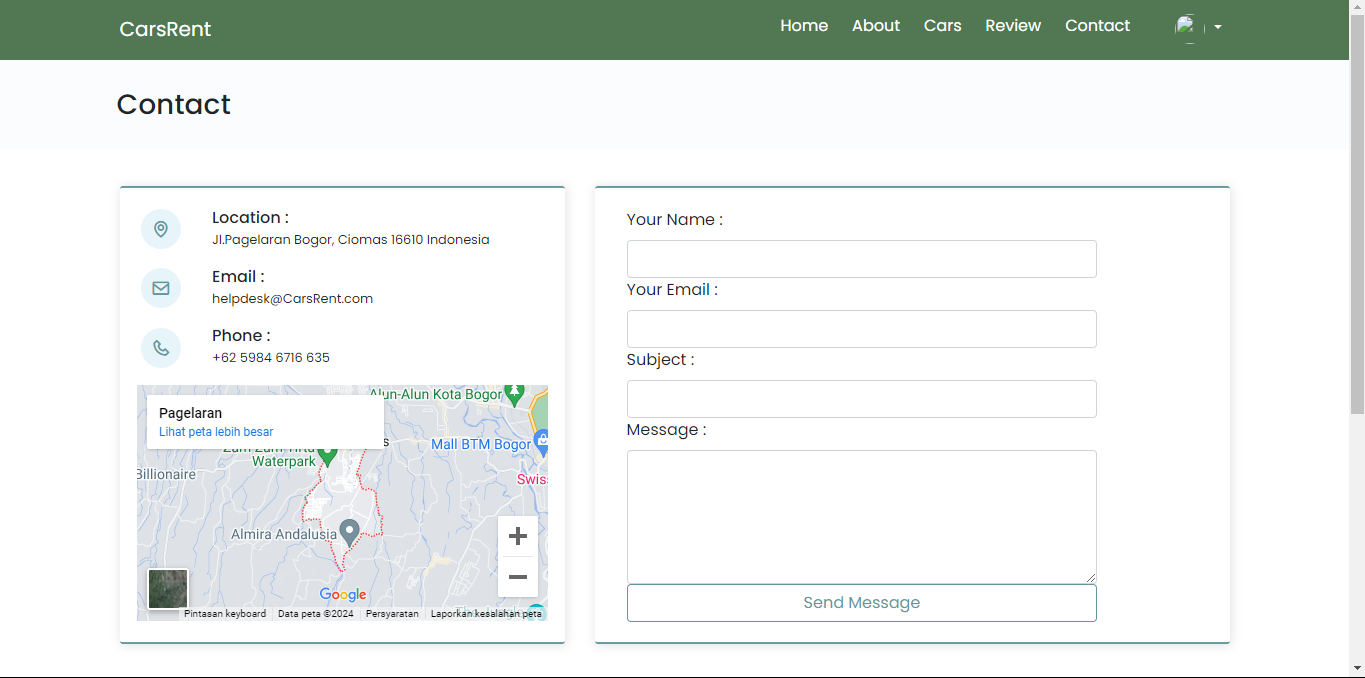 CarsRent
Home About Cars Review Contact
Contact
Location :
Jl.Pagelaran Bogor, Ciomas 16610 Indonesia
Email :
helpdesk@CarsRent.com
Phone :
+62 5984 6716 635
Alun-Alun Kota Bogor
Pagelaran
Lihat peta lebih besar
Mall BTM Bogor
Waterpark
Billionaire
Swis
Almira Andalusia
Google
Pintasan keyboard Data peta ©2024 Persyaratan Laporkan kesalahan peta
Your Name :
Your Email :
Subject :
Message :
Send Message